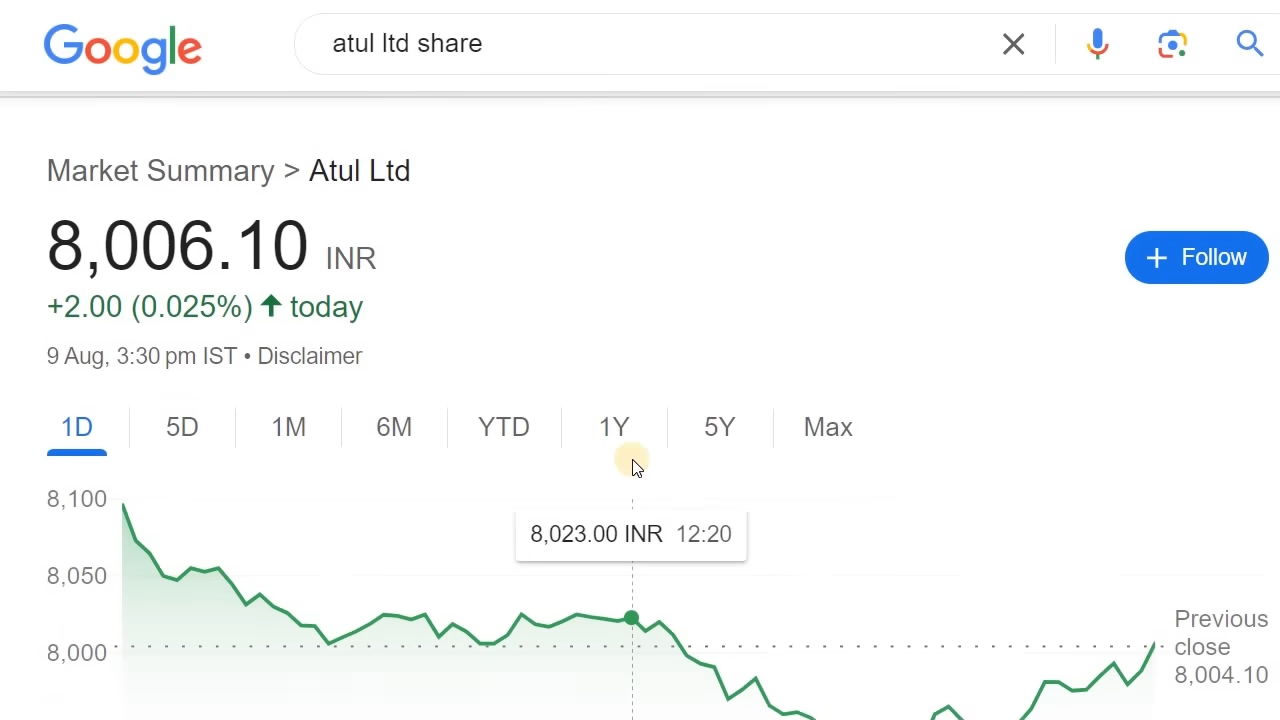 Google
atul ltd share
Market Summary > Atul Ltd
8,006.10 INR
+ Follow
+2.00 (0.025%) ↑ today
9 Aug, 3:30 pm IST • Disclaimer
1D 5D 1M 6M YTD 1Y 5Y Max
8,100
8,023.00 INR 12:20
8,050
8,000
Previous
close
8,004.10